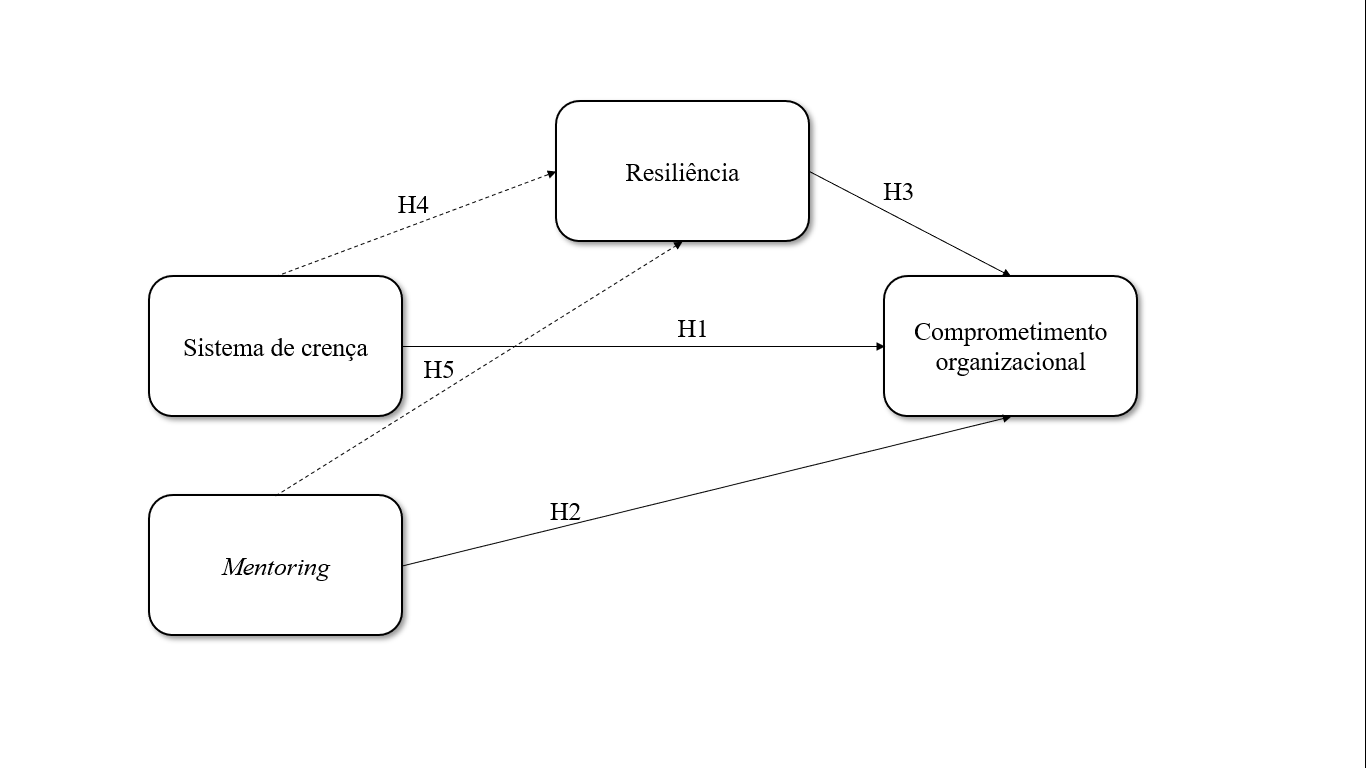 Resiliência
H3
H4
H1
Sistema de crença
Comprometimento
organizacional
H5
H2
Mentoring